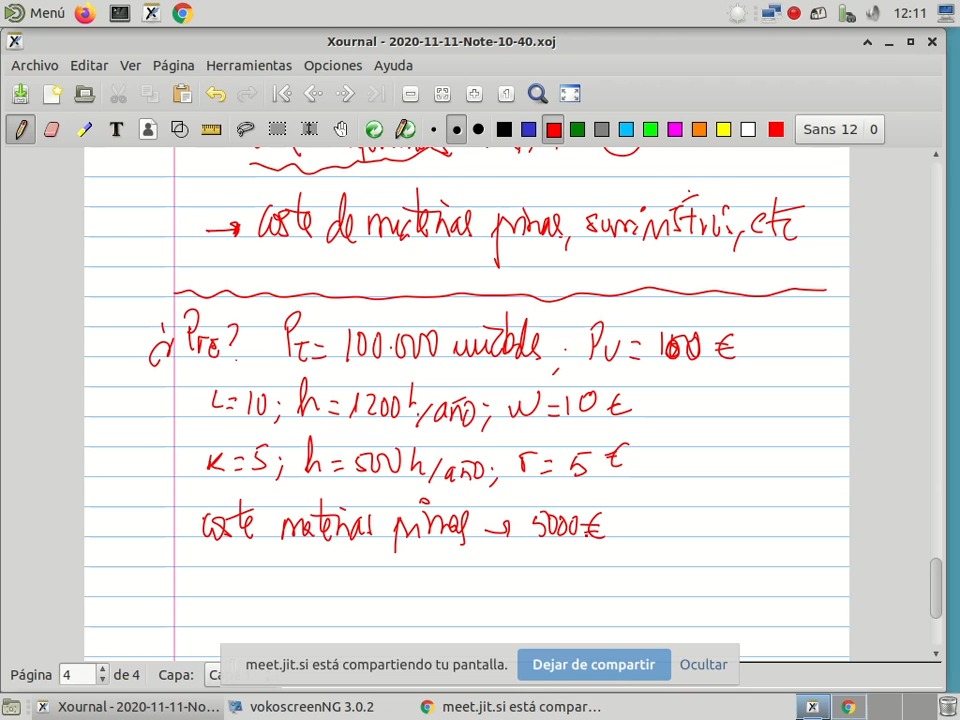 Menú
12:11
Xournal - 2020-11-11-Note-10-40.xoj
Archivo Editar Ver Página Herramientas Opciones Ayuda
Sans 12 0
→ coste de materias primas, suministros, etc
¿PTG? PT = 100.000 unidades. PU = 100 €
L=10; h = 1200 h/año; w = 10 €
K=5; h = 500 h/año; r = 5 €
coste materias primas → 5000 €
meet.jit.si está compartiendo tu pantalla. Dejar de compartir Ocultar
Página 4 de 4 Capa: Ca
Xournal - 2020-11-11-No... vokoscreenNG 3.0.2 meet.jit.si está compar...